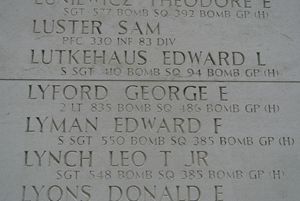 LUNIEWICZ THEODORE E
S SGT 577 BOMB SQ 392 BOMB GP (H)
LUSTER SAM
PFC 330 INF 83 DIV
LUTKEHAUS EDWARD L
S SGT 410 BOMB SQ 94 BOMB GP (H)
LYFORD GEORGE E
2 LT 835 BOMB SQ 486 BOMB GP (H)
LYMAN EDWARD F
S SGT 550 BOMB SQ 385 BOMB GP (H)
LYNCH LEO T JR
SGT 548 BOMB SQ 385 BOMB GP (H)
LYONS DONALD E